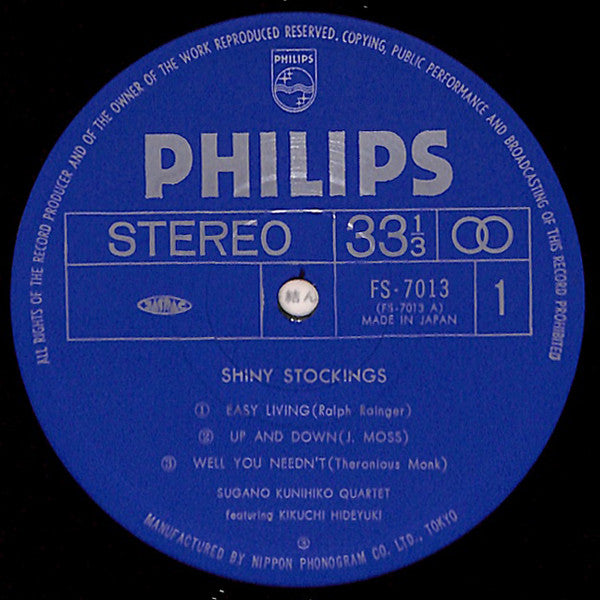 ALL RIGHTS OF THE RECORD PRODUCER AND OF THE OWNER OF THE WORK REPRODUCED RESERVED. COPYING, PUBLIC PERFORMANCE AND BROADCASTING OF THIS RECORD PROHIBITED
PHILIPS
PHILIPS
STEREO 33 1/3
FS-7013 1
(FS-7013 A)
MADE IN JAPAN
SHINY STOCKINGS
① EASY LIVING(Ralph Rainger)
② UP AND DOWN(J. MOSS)
③ WELL YOU NEEDN'T(Theronious Monk)
SUGANO KUNIHIKO QUARTET
featuring KIKUCHI HIDEYUKI
MANUFACTURED BY NIPPON PHONOGRAM CO. LTD., TOKYO